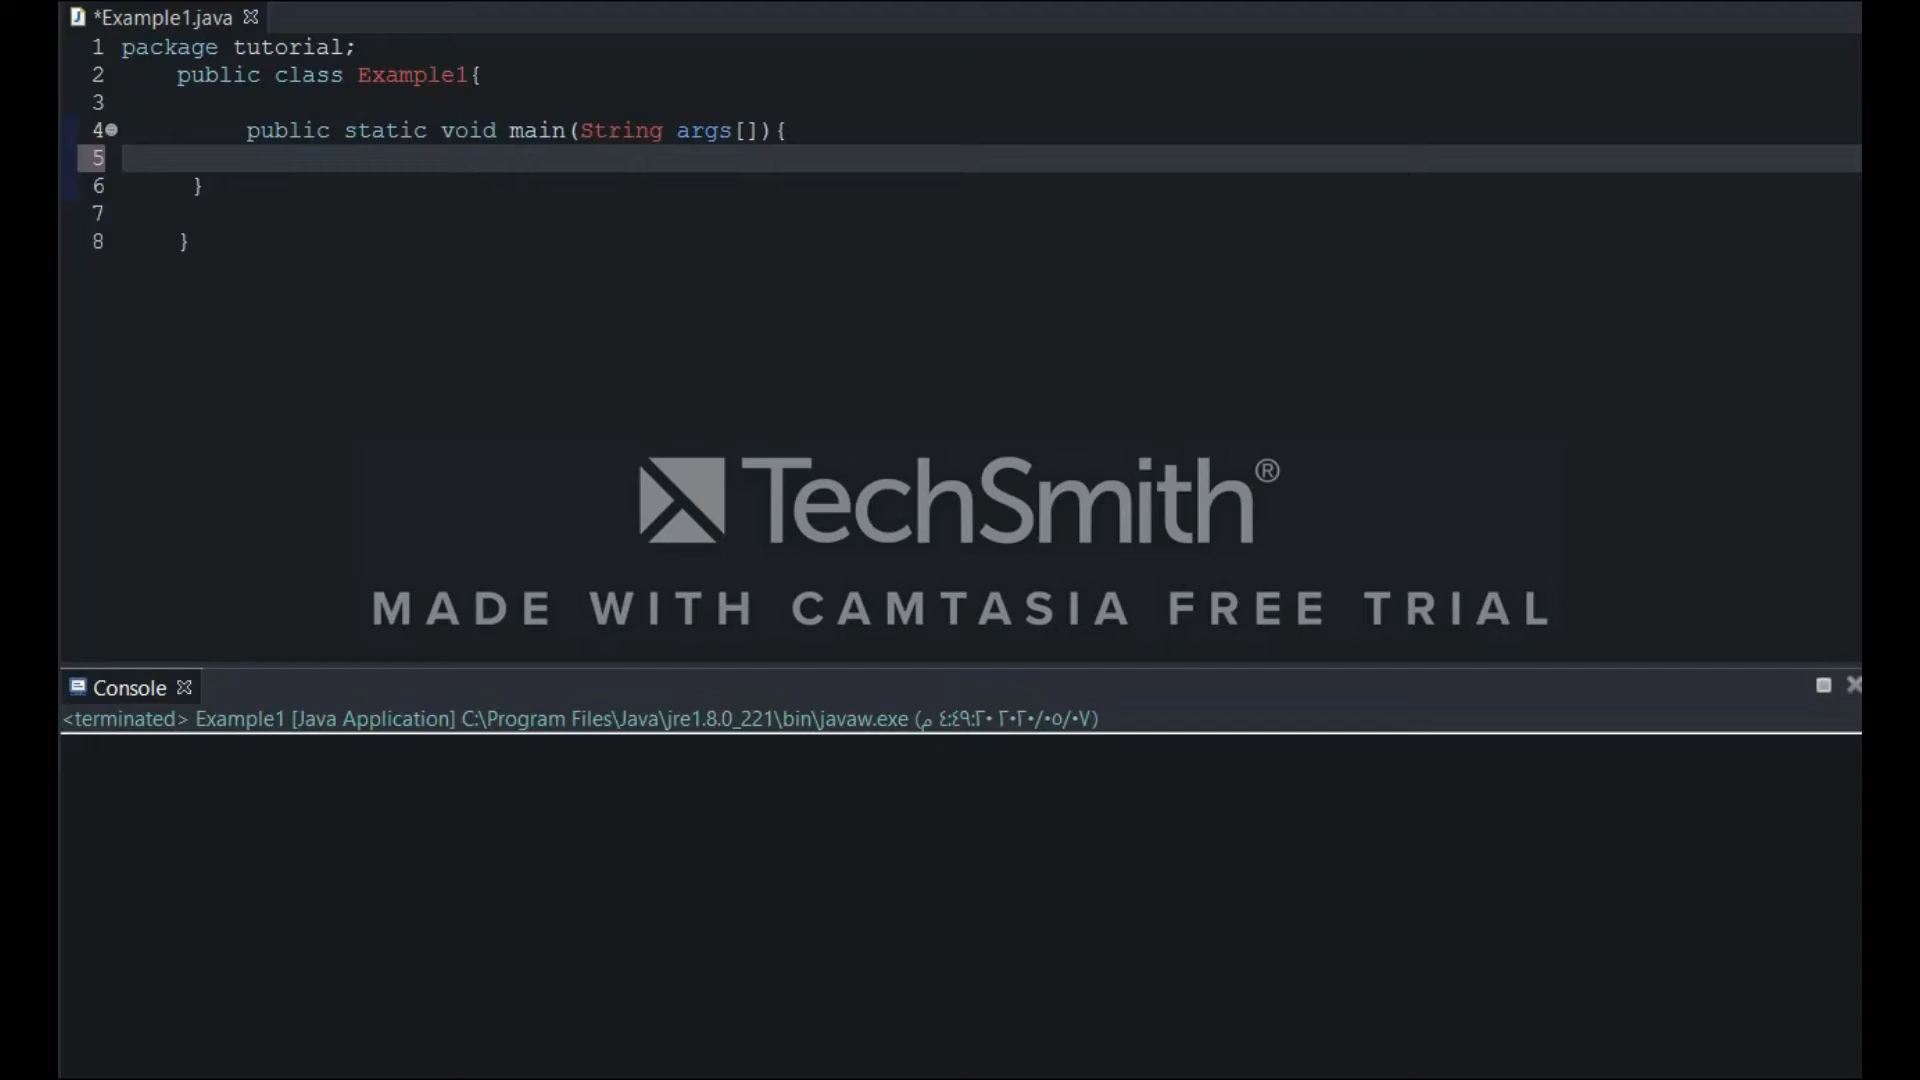 *Example1.java
1 package tutorial;
2 public class Example1{
3
4 public static void main(String args[]){
5
6 }
7
8 }
TechSmith®
MADE WITH CAMTASIA FREE TRIAL
Console
<terminated> Example1 [Java Application] C:\Program Files\Java\jre1.8.0_221\bin\javaw.exe (م ٤:٤٩:٢٠ ٢٠٢٠/٠٥/٠٧)